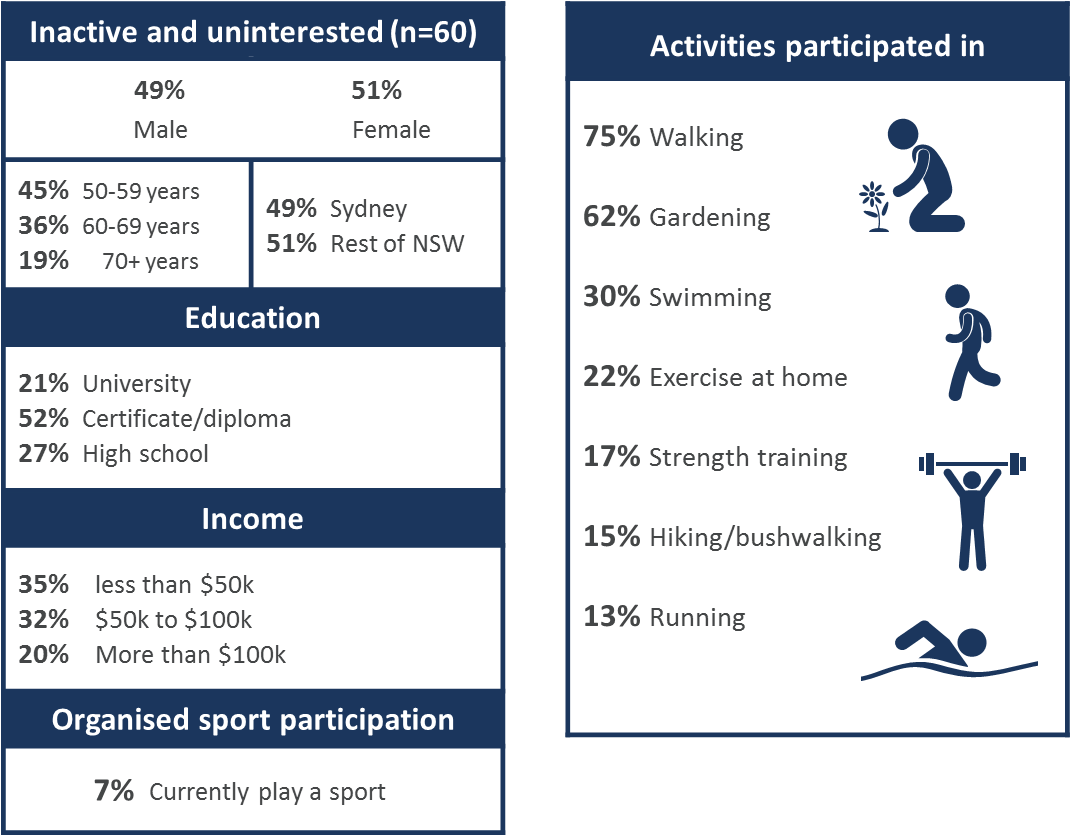 Inactive and uninterested (n=60)
49% 51%
Male Female
45% 50-59 years
36% 60-69 years
19% 70+ years
49% Sydney
51% Rest of NSW
Education
21% University
52% Certificate/diploma
27% High school
Income
35% less than $50k
32% $50k to $100k
20% More than $100k
Organised sport participation
7% Currently play a sport
Activities participated in
75% Walking
62% Gardening
30% Swimming
22% Exercise at home
17% Strength training
15% Hiking/bushwalking
13% Running